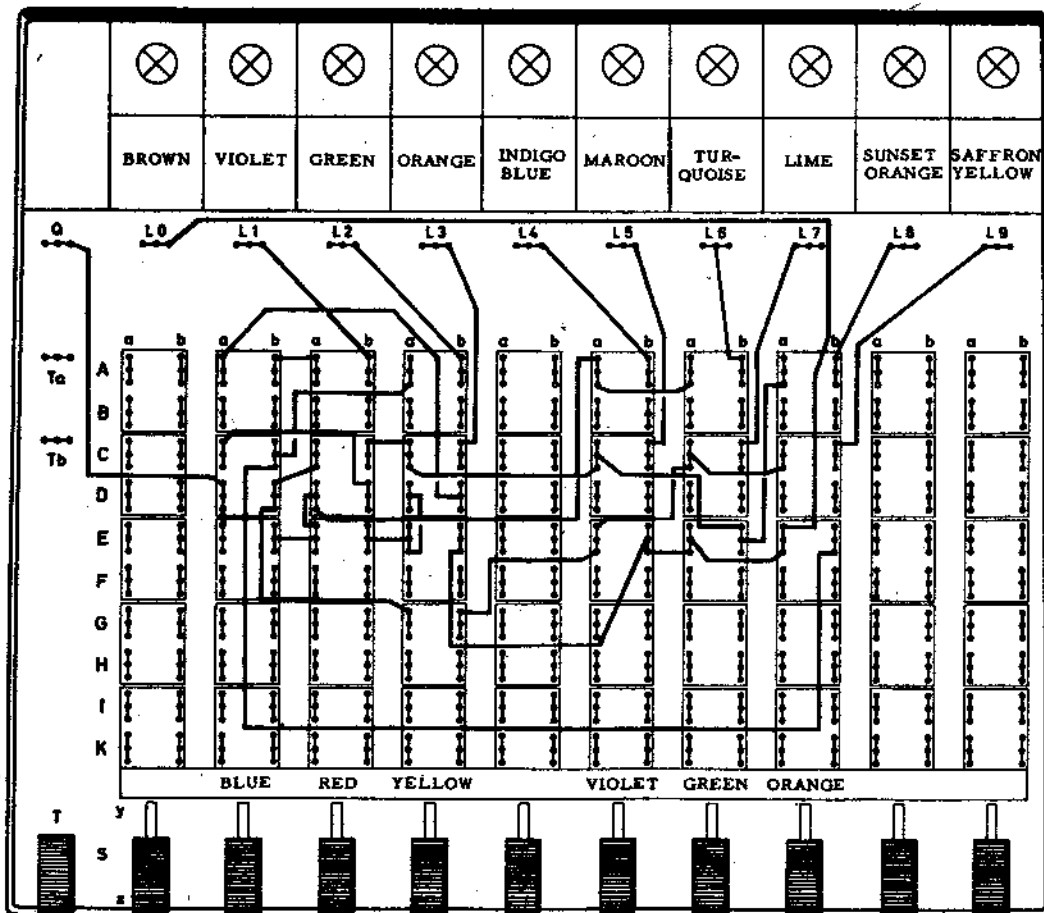 BROWN VIOLET GREEN ORANGE INDIGO BLUE MAROON TUR-QUOISE LIME SUNSET ORANGE SAFFRON YELLOW
Q L0 L1 L2 L3 L4 L5 L6 L7 L8 L9
a b a b a b a b a b a b a b a b a b a b
A
Ta
B
Tb
C
D
E
F
G
H
I
K
BLUE RED YELLOW VIOLET GREEN ORANGE
T y
S
z